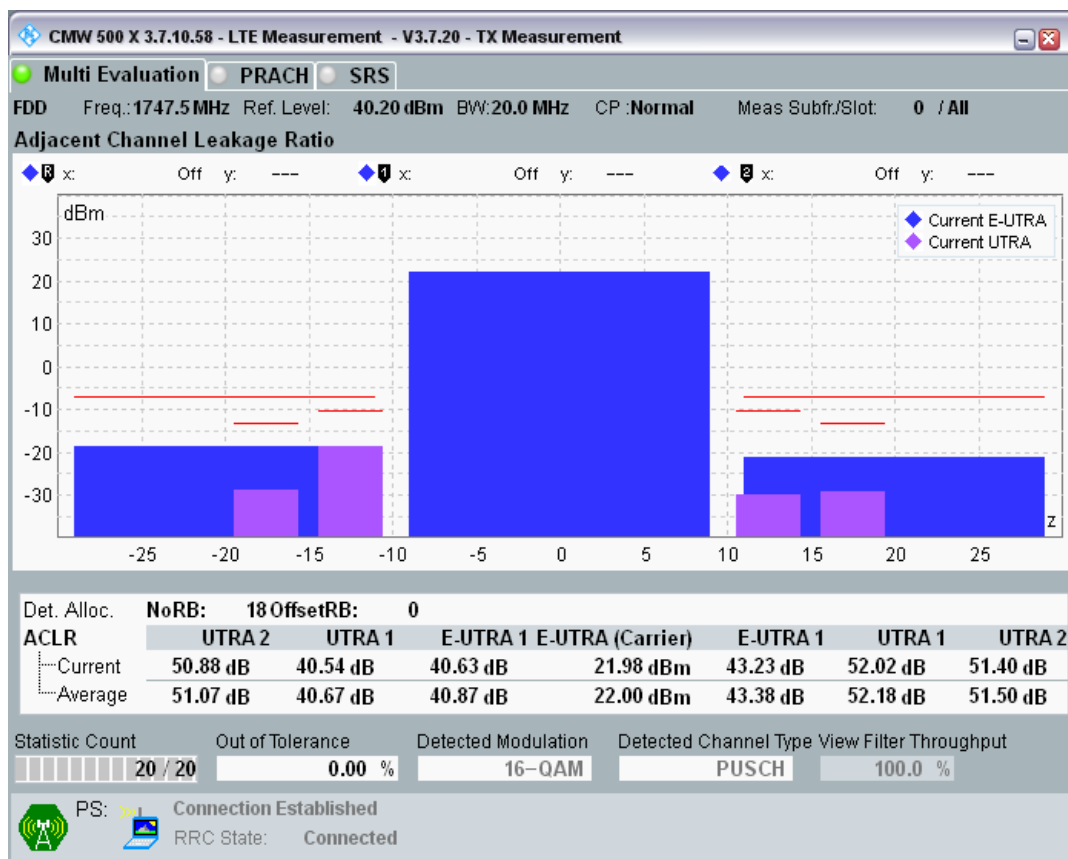 CMW 500 X 3.7.10.58 - LTE Measurement - V3.7.20 - TX Measurement
Multi Evaluation PRACH SRS
FDD Freq.: 1747.5 MHz Ref. Level: 40.20 dBm BW: 20.0 MHz CP : Normal Meas Subfr./Slot: 0 / All
Adjacent Channel Leakage Ratio
R x: Off y: --- 1 x: Off y: --- 2 x: Off y: ---
dBm
Current E-UTRA
Current UTRA
30
20
10
0
-10
-20
-30
z
-25 -20 -15 -10 -5 0 5 10 15 20 25
Det. Alloc. NoRB: 18 OffsetRB: 0
ACLR UTRA 2 UTRA 1 E-UTRA 1 E-UTRA (Carrier) E-UTRA 1 UTRA 1 UTRA 2
Current 50.88 dB 40.54 dB 40.63 dB 21.98 dBm 43.23 dB 52.02 dB 51.40 dB
Average 51.07 dB 40.67 dB 40.87 dB 22.00 dBm 43.38 dB 52.18 dB 51.50 dB
Statistic Count Out of Tolerance Detected Modulation Detected Channel Type View Filter Throughput
20 / 20 0.00 % 16-QAM PUSCH 100.0 %
PS: Connection Established
RRC State: Connected